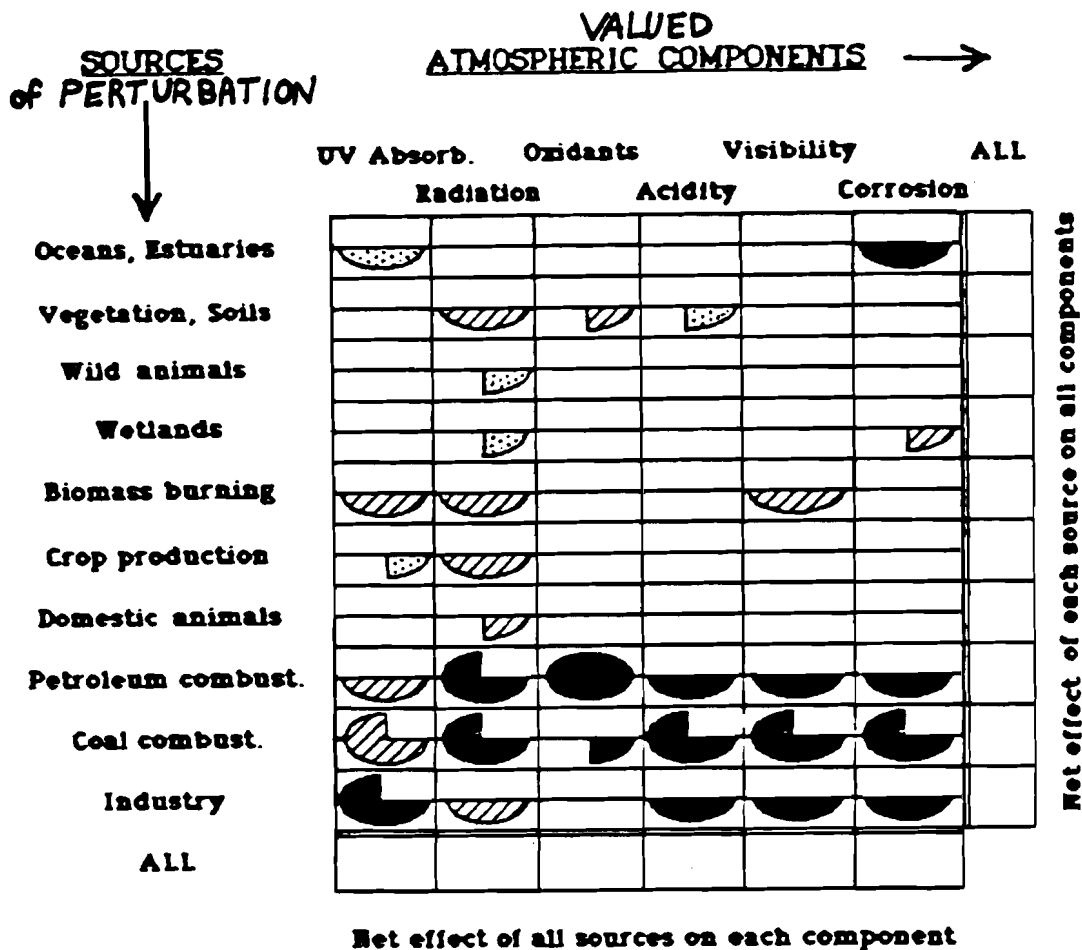 SOURCES
of PERTURBATION
VALUED
ATMOSPHERIC COMPONENTS
UV Absorb. Oxidants Visibility ALL
Radiation Acidity Corrosion
Oceans, Estuaries
Vegetation, Soils
Wild animals
Wetlands
Biomass burning
Crop production
Domestic animals
Petroleum combust.
Coal combust.
Industry
ALL
Net effect of each source on all components
Net effect of all sources on each component